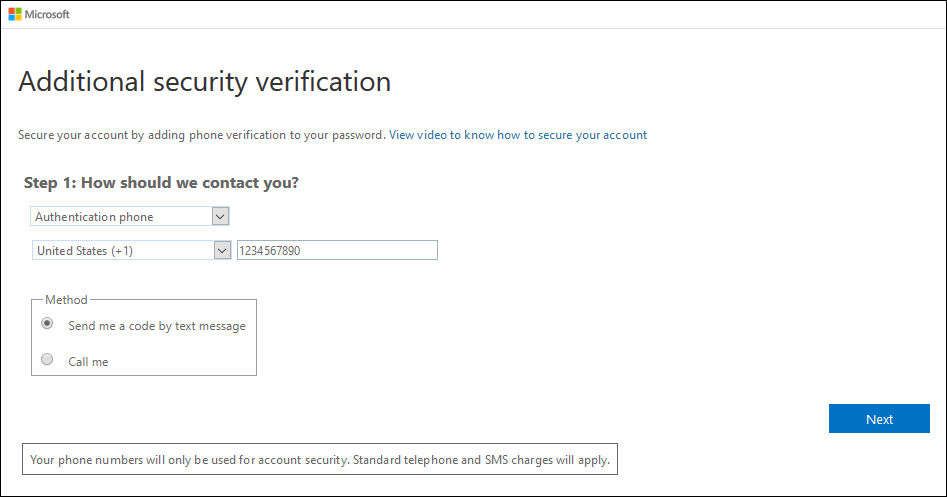 Microsoft
Additional security verification
Secure your account by adding phone verification to your password. View video to know how to secure your account
Step 1: How should we contact you?
Authentication phone
United States (+1) 1234567890
Method
Send me a code by text message
Call me
Next
Your phone numbers will only be used for account security. Standard telephone and SMS charges will apply.